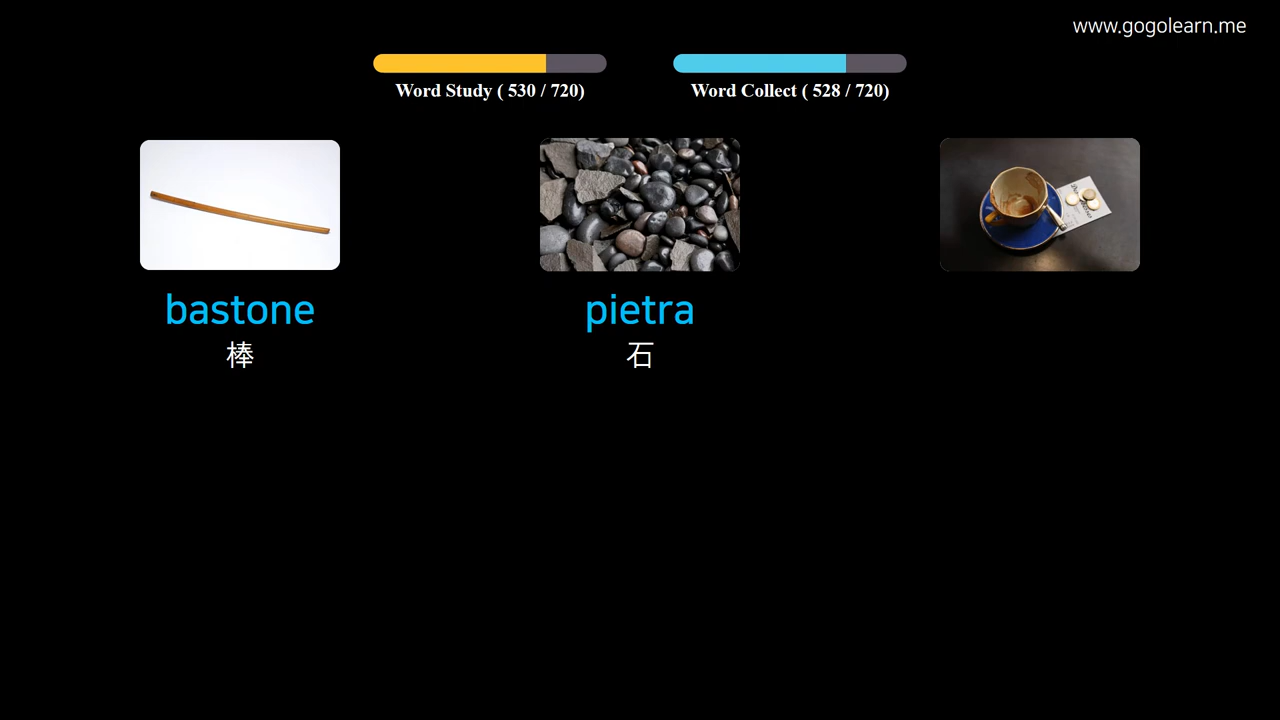 www.gogolearn.me
Word Study ( 530 / 720)
Word Collect ( 528 / 720)
bastone
pietra
棒
石